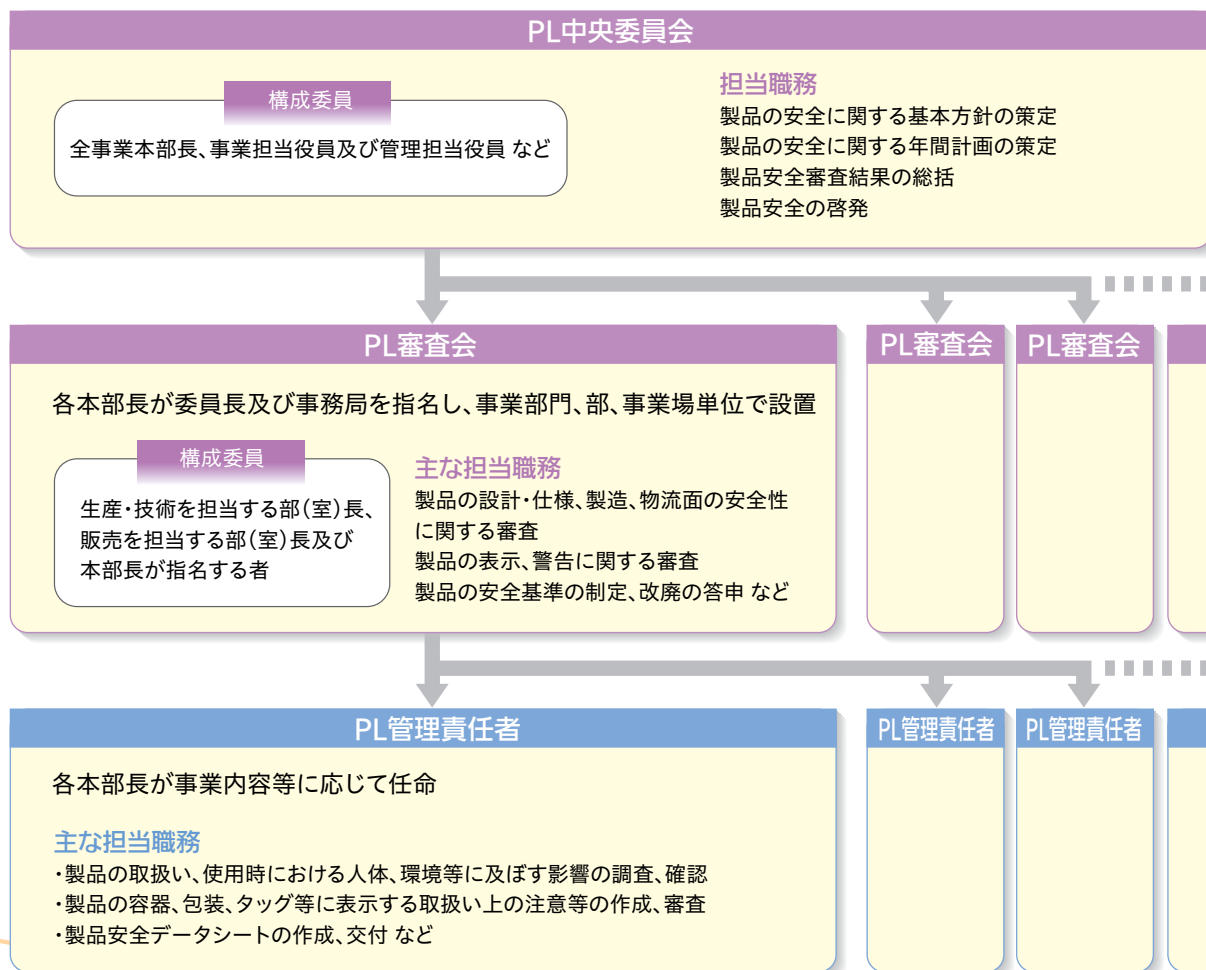 PL中央委員会
構成委員
全事業本部長、事業担当役員及び管理担当役員 など
担当職務
製品の安全に関する基本方針の策定
製品の安全に関する年間計画の策定
製品安全審査結果の総括
製品安全の啓発
PL審査会
各本部長が委員長及び事務局を指名し、事業部門、部、事業場単位で設置
構成委員
生産・技術を担当する部(室)長、
販売を担当する部(室)長及び
本部長が指名する者
主な担当職務
製品の設計・仕様、製造、物流面の安全性
に関する審査
製品の表示、警告に関する審査
製品の安全基準の制定、改廃の答申 など
PL審査会
PL審査会
PL管理責任者
各本部長が事業内容等に応じて任命
主な担当職務
・製品の取扱い、使用時における人体、環境等に及ぼす影響の調査、確認
・製品の容器、包装、タッグ等に表示する取扱い上の注意等の作成、審査
・製品安全データシートの作成、交付 など
PL管理責任者
PL管理責任者